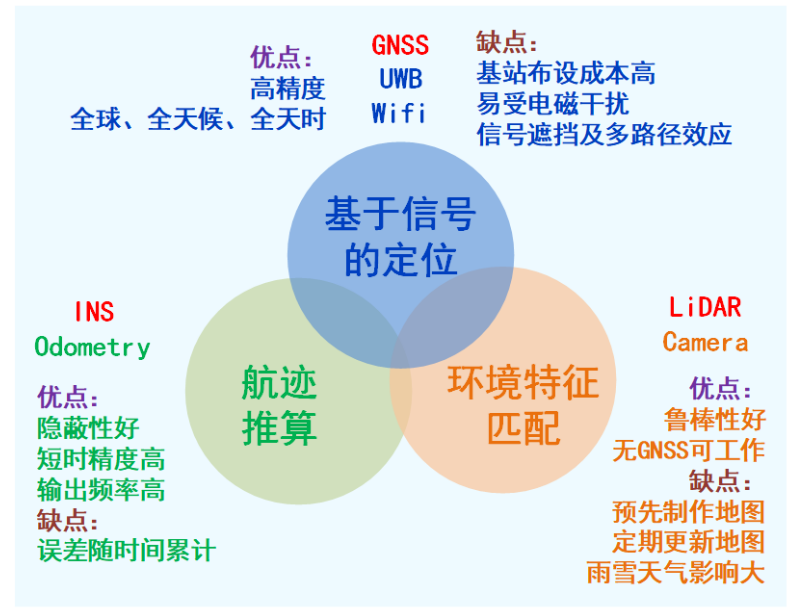 优点：
高精度
全球、全天候、全天时
GNSS
UWB
Wifi
缺点：
基站布设成本高
易受电磁干扰
信号遮挡及多路径效应
基于信号
的定位
INS
Odometry
优点：
隐蔽性好
短时精度高
输出频率高
缺点：
误差随时间累计
航迹
推算
环境特征
匹配
LiDAR
Camera
优点：
鲁棒性好
无GNSS可工作
缺点：
预先制作地图
定期更新地图
雨雪天气影响大